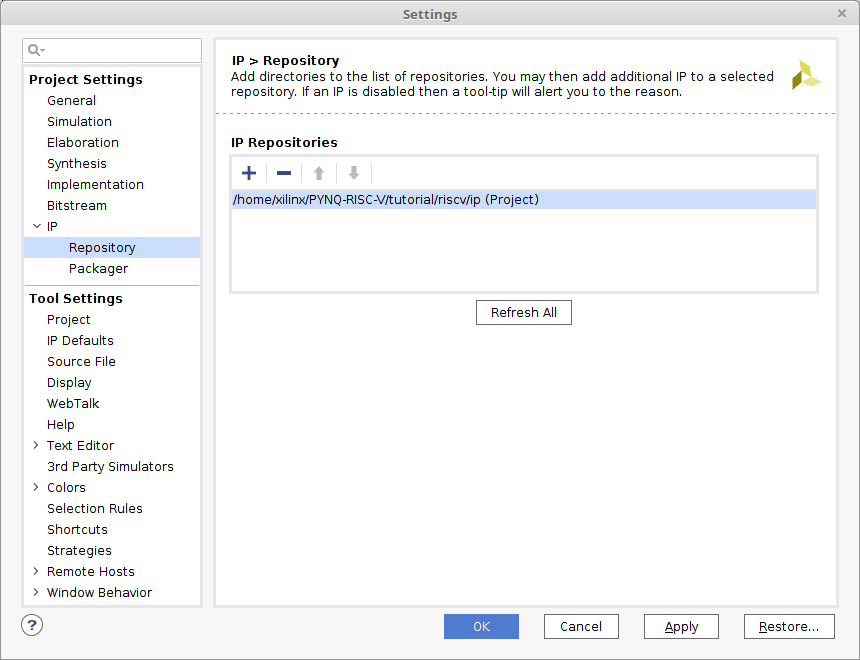 Settings
Project Settings
General
Simulation
Elaboration
Synthesis
Implementation
Bitstream
IP
Repository
Packager
Tool Settings
Project
IP Defaults
Source File
Display
WebTalk
Help
Text Editor
3rd Party Simulators
Colors
Selection Rules
Shortcuts
Strategies
Remote Hosts
Window Behavior
IP > Repository
Add directories to the list of repositories. You may then add additional IP to a selected
repository. If an IP is disabled then a tool-tip will alert you to the reason.
IP Repositories
/home/xilinx/PYNQ-RISC-V/tutorial/riscv/ip (Project)
Refresh All
?
OK
Cancel
Apply
Restore...